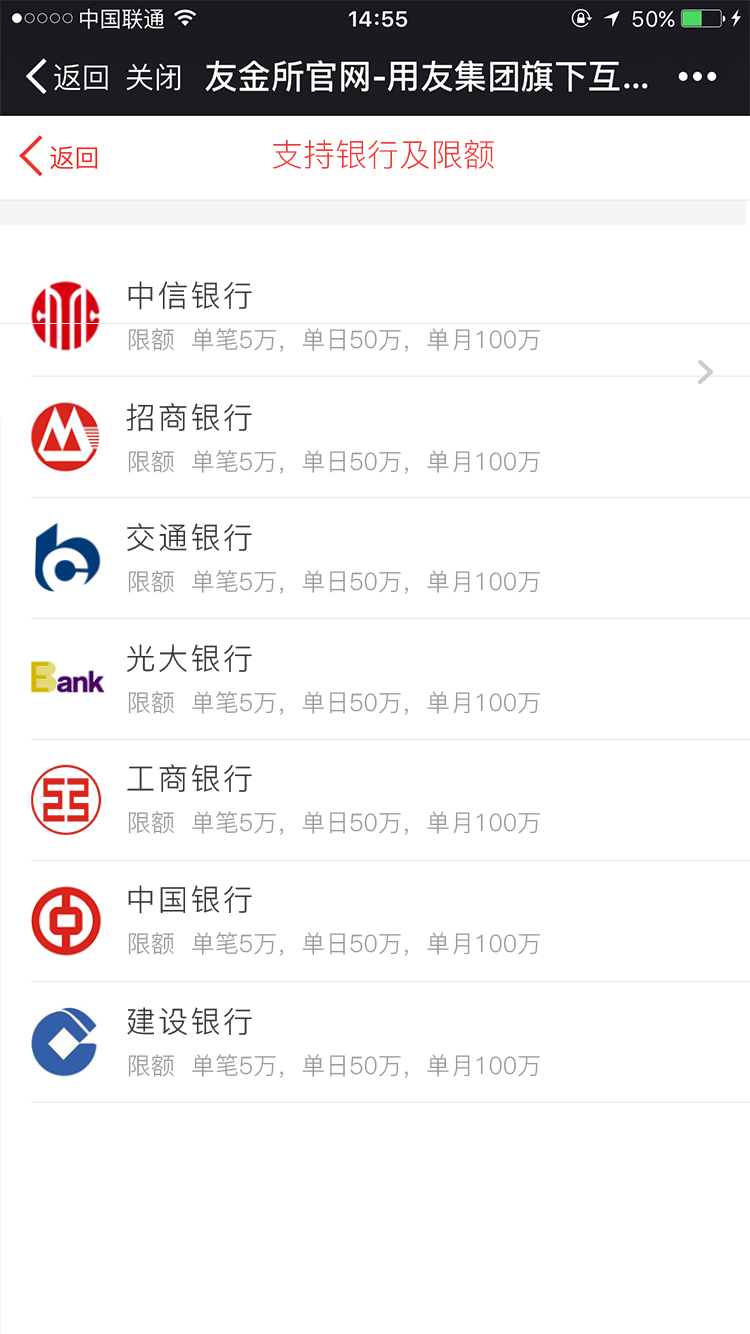 中国联通 14:55 50%
返回 关闭 友金所官网-用友集团旗下互...
返回 支持银行及限额
中信银行
限额 单笔5万，单日50万，单月100万
招商银行
限额 单笔5万，单日50万，单月100万
交通银行
限额 单笔5万，单日50万，单月100万
Bank 光大银行
限额 单笔5万，单日50万，单月100万
工商银行
限额 单笔5万，单日50万，单月100万
中国银行
限额 单笔5万，单日50万，单月100万
建设银行
限额 单笔5万，单日50万，单月100万